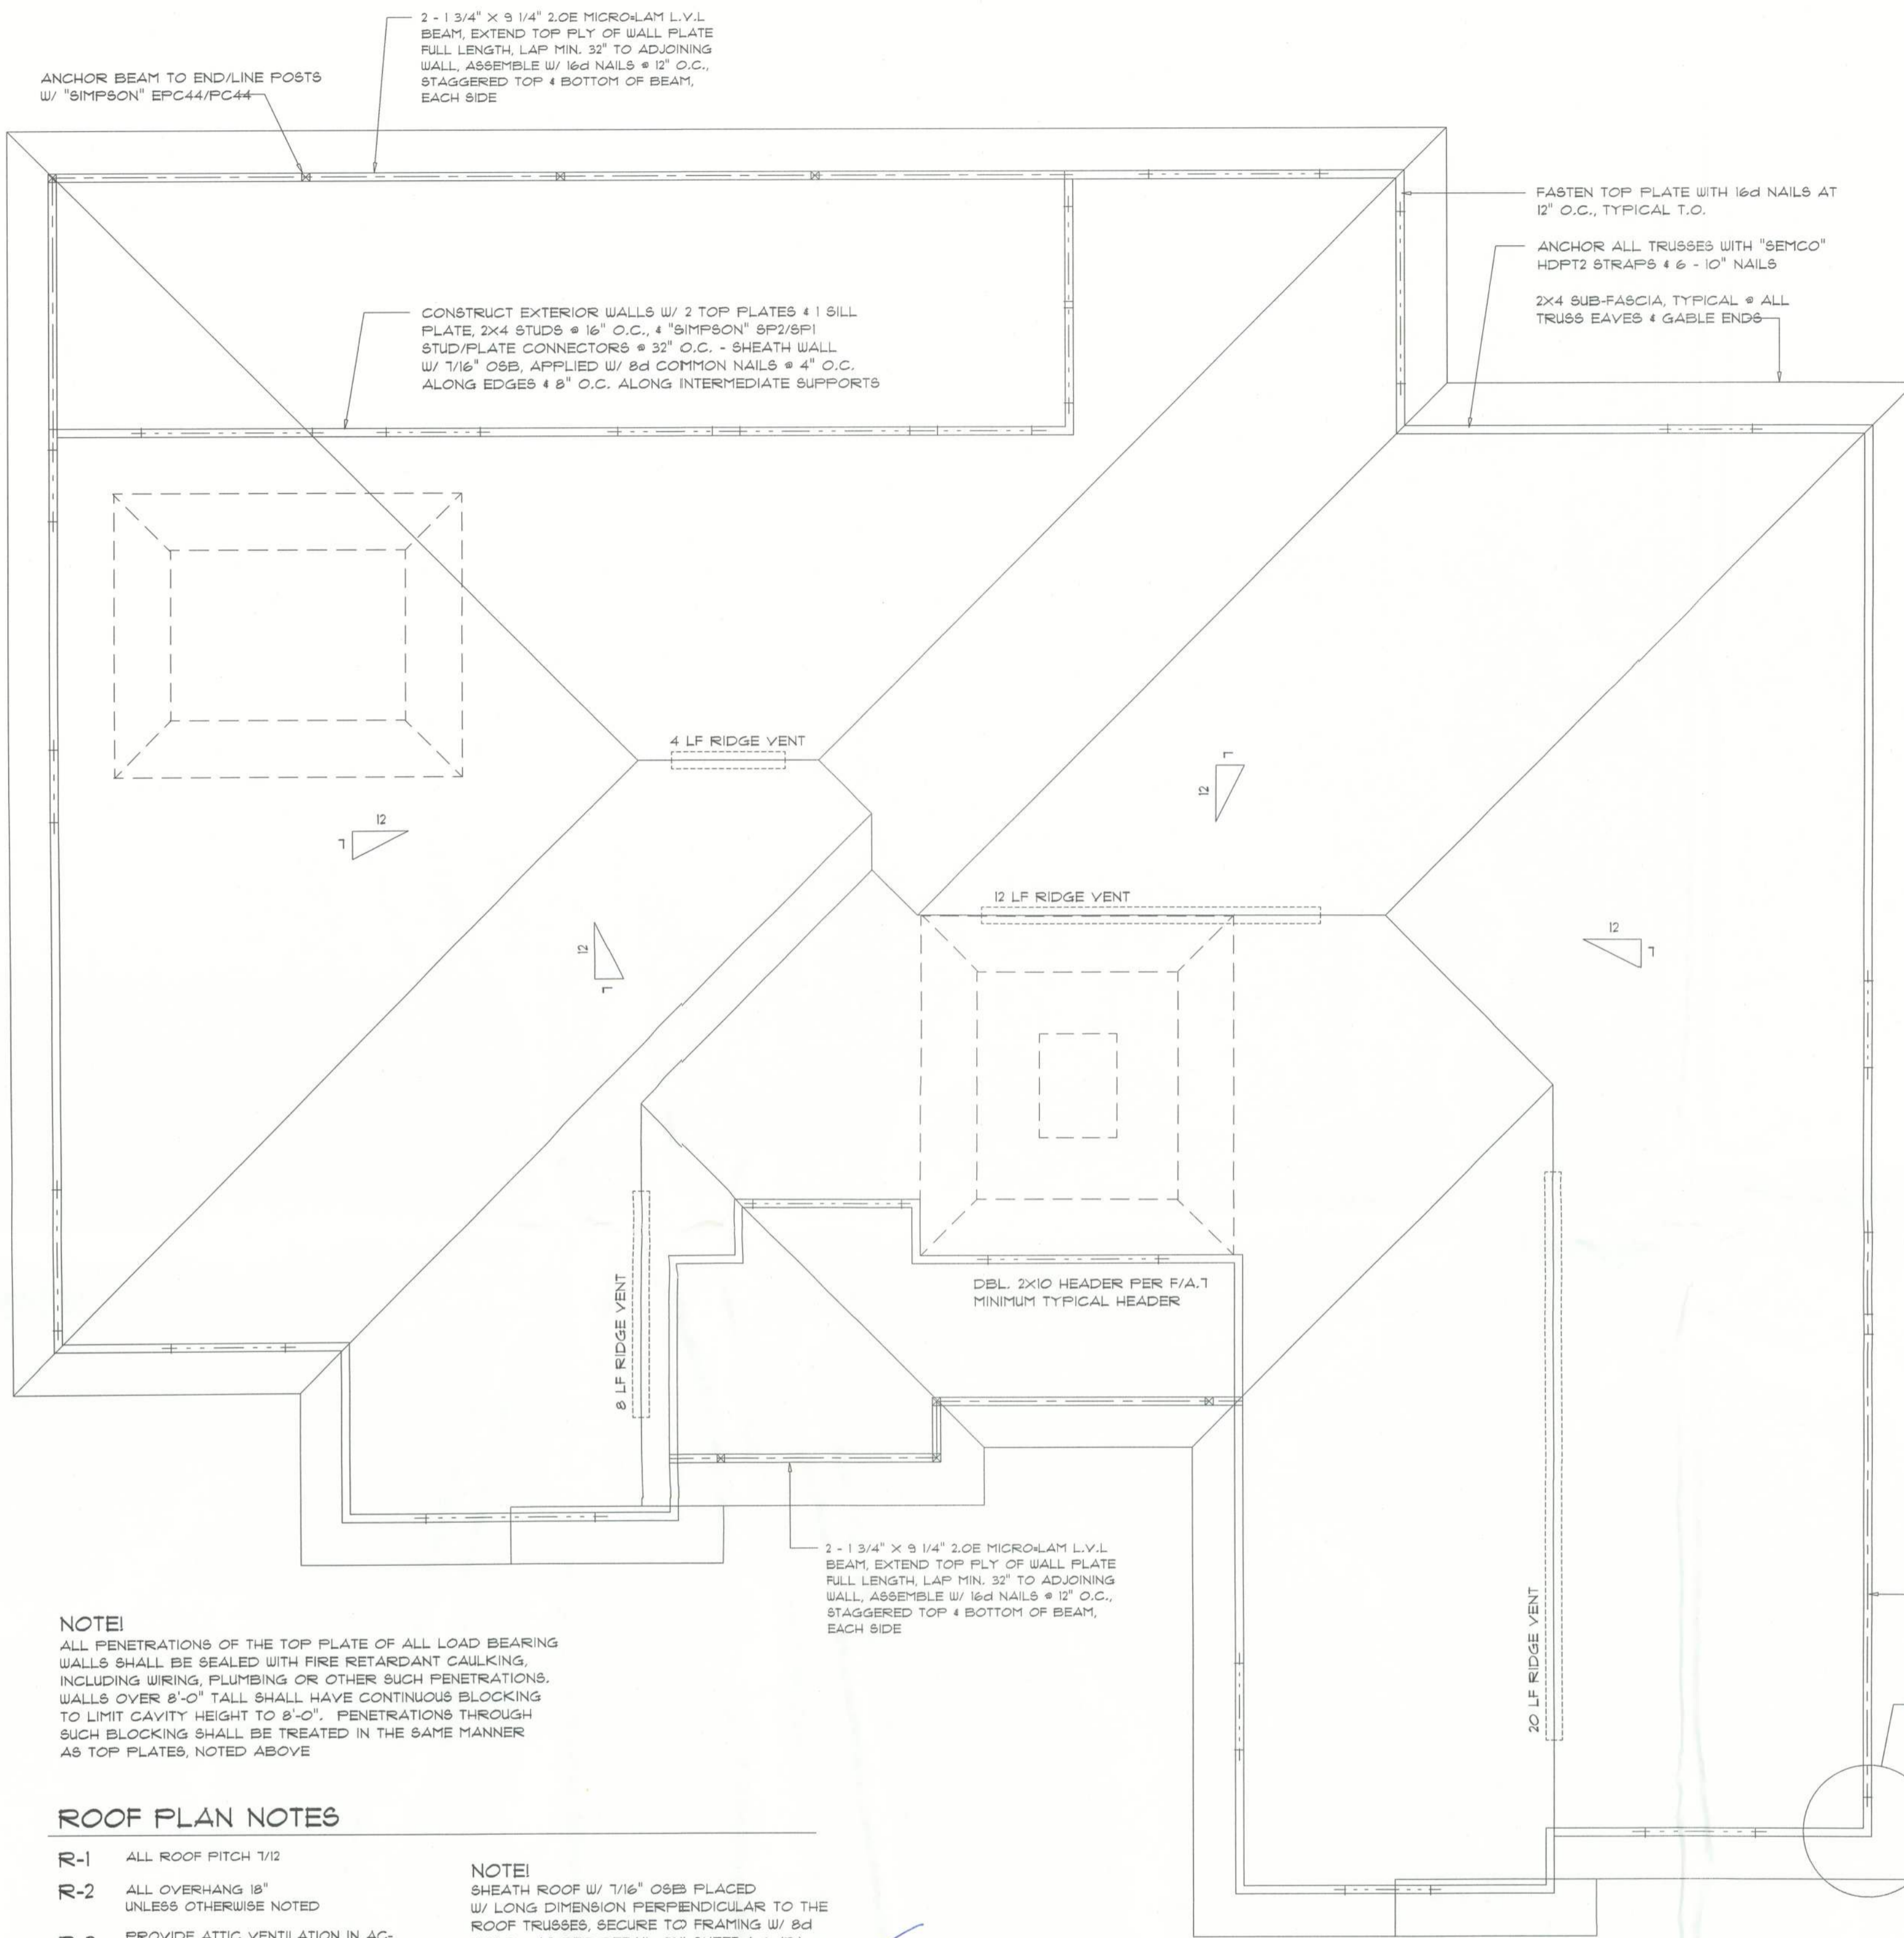 2 - 1 3/4" X 9 1/4" 2.0E MICRO=LAM L.V.L
BEAM, EXTEND TOP PLY OF WALL PLATE
FULL LENGTH, LAP MIN. 32" TO ADJOINING
WALL, ASSEMBLE W/ 16d NAILS @ 12" O.C.,
STAGGERED TOP & BOTTOM OF BEAM,
EACH SIDE
ANCHOR BEAM TO END/LINE POSTS
W/ "SIMPSON" EPC44/PC44
FASTEN TOP PLATE WITH 16d NAILS AT
12" O.C., TYPICAL T.O.
ANCHOR ALL TRUSSES WITH "SEMCO"
HDPT2 STRAPS & 6 - 10" NAILS
2X4 SUB-FASCIA, TYPICAL @ ALL
TRUSS EAVES & GABLE ENDS
CONSTRUCT EXTERIOR WALLS W/ 2 TOP PLATES & 1 SILL
PLATE, 2X4 STUDS @ 16" O.C., & "SIMPSON" SP2/SP1
STUD/PLATE CONNECTORS @ 32" O.C. - SHEATH WALL
W/ 7/16" OSB, APPLIED W/ 8d COMMON NAILS @ 4" O.C.
ALONG EDGES & 8" O.C. ALONG INTERMEDIATE SUPPORTS
4 LF RIDGE VENT
7
12
12
7
12 LF RIDGE VENT
12
7
12
7
8 LF RIDGE VENT
DBL. 2X10 HEADER PER F/A.7
MINIMUM TYPICAL HEADER
2 - 1 3/4" X 9 1/4" 2.0E MICRO=LAM L.V.L
BEAM, EXTEND TOP PLY OF WALL PLATE
FULL LENGTH, LAP MIN. 32" TO ADJOINING
WALL, ASSEMBLE W/ 16d NAILS @ 12" O.C.,
STAGGERED TOP & BOTTOM OF BEAM,
EACH SIDE
20 LF RIDGE VENT
NOTE!
ALL PENETRATIONS OF THE TOP PLATE OF ALL LOAD BEARING
WALLS SHALL BE SEALED WITH FIRE RETARDANT CAULKING,
INCLUDING WIRING, PLUMBING OR OTHER SUCH PENETRATIONS.
WALLS OVER 8'-0" TALL SHALL HAVE CONTINUOUS BLOCKING
TO LIMIT CAVITY HEIGHT TO 8'-0". PENETRATIONS THROUGH
SUCH BLOCKING SHALL BE TREATED IN THE SAME MANNER
AS TOP PLATES, NOTED ABOVE
ROOF PLAN NOTES
R-1 ALL ROOF PITCH 7/12
R-2 ALL OVERHANG 18"
UNLESS OTHERWISE NOTED
PROVIDE ATTIC VENTILATION IN AC-
NOTE!
SHEATH ROOF W/ 7/16" OSB PLACED
W/ LONG DIMENSION PERPENDICULAR TO THE
ROOF TRUSSES, SECURE TO FRAMING W/ 8d